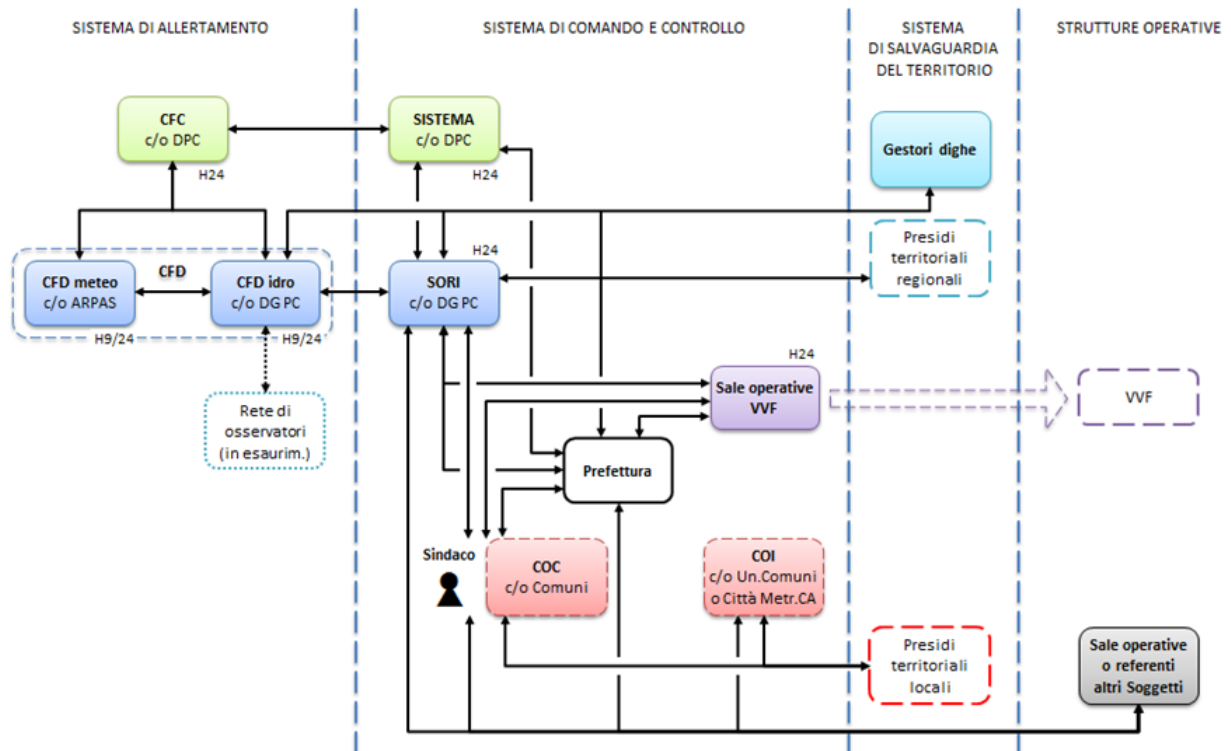 SISTEMA DI ALLERTAMENTO
SISTEMA DI COMANDO E CONTROLLO
SISTEMA
DI SALVAGUARDIA
DEL TERRITORIO
STRUTTURE OPERATIVE
CFC
c/o DPC
H24
SISTEMA
c/o DPC
H24
Gestori dighe
CFD meteo
c/o ARPAS
H9/24
CFD
CFD idro
c/o DG PC
H9/24
H24
SORI
c/o DG PC
Presidi
territoriali
regionali
Rete di
osservatori
(in esaurim.)
H24
Sale operative
VVF
VVF
Prefettura
Sindaco
COC
c/o Comuni
COI
c/o Un.Comuni
o Città Metr.CA
Presidi
territoriali
locali
Sale operative
o referenti
altri Soggetti